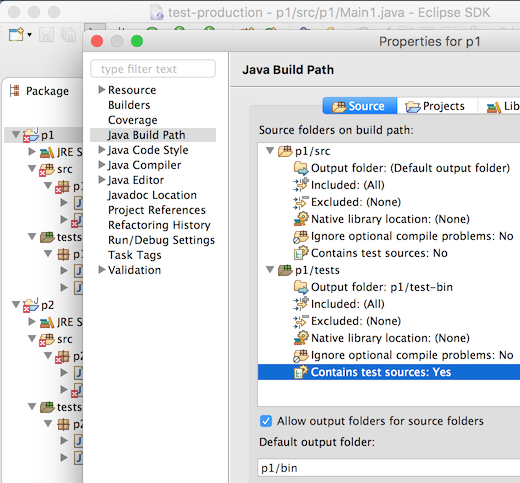 test-production - p1/src/p1/Main1.java - Eclipse SDK
Properties for p1
Package
p1
JRE
src
p1
tests
p1
p2
JRE S
src
p2
tests
p2
type filter text
Resource
Builders
Coverage
Java Build Path
Java Code Style
Java Compiler
Java Editor
Javadoc Location
Project References
Refactoring History
Run/Debug Settings
Task Tags
Validation
Java Build Path
Source
Projects
Lib
Source folders on build path:
p1/src
Output folder: (Default output folder)
Included: (All)
Excluded: (None)
Native library location: (None)
Ignore optional compile problems: No
Contains test sources: No
p1/tests
Output folder: p1/test-bin
Included: (All)
Excluded: (None)
Native library location: (None)
Ignore optional compile problems: No
Contains test sources: Yes
Allow output folders for source folders
Default output folder:
p1/bin